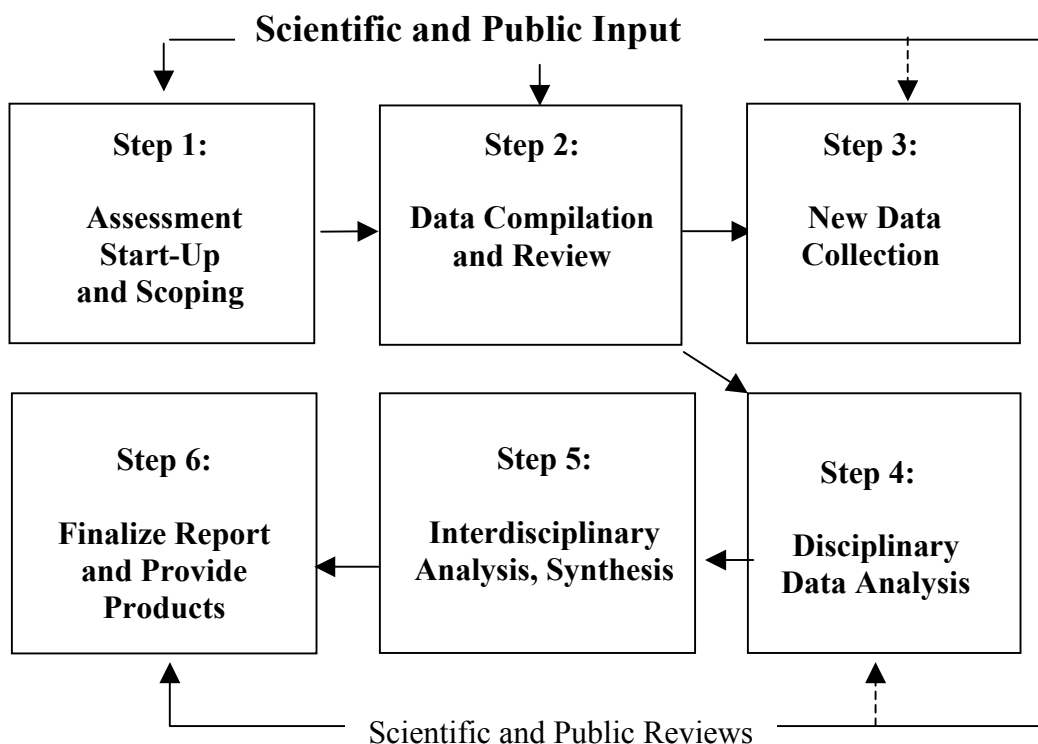 Scientific and Public Input
Step 1:
Assessment
Start-Up
and Scoping
Step 2:
Data Compilation
and Review
Step 3:
New Data
Collection
Step 6:
Finalize Report
and Provide
Products
Step 5:
Interdisciplinary
Analysis, Synthesis
Step 4:
Disciplinary
Data Analysis
Scientific and Public Reviews